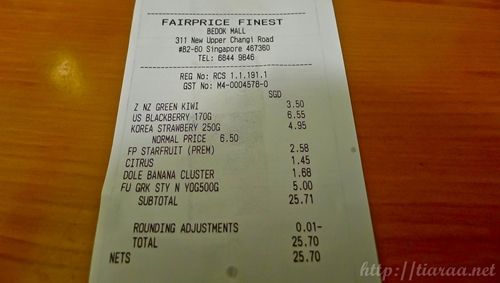 FAIRPRICE FINEST
BEDOK MALL
311 New Upper Changi Road
#B2-60 Singapore 467360
TEL: 6844 9846
REG No: RCS 1.1.191.1
GST No: M4-0004578-0
SGD
Z NZ GREEN KIWI 3.50
US BLACKBERRY 170G 6.55
KOREA STRAWBERY 250G 4.95
NORMAL PRICE 6.50
FP STARFRUIT (PREM) 2.58
CITRUS 1.45
DOLE BANANA CLUSTER 1.68
FU GRK STY N YOG500G 5.00
SUBTOTAL 25.71
ROUNDING ADJUSTMENTS 0.01-
TOTAL 25.70
NETS 25.70
http://tiaraa.net